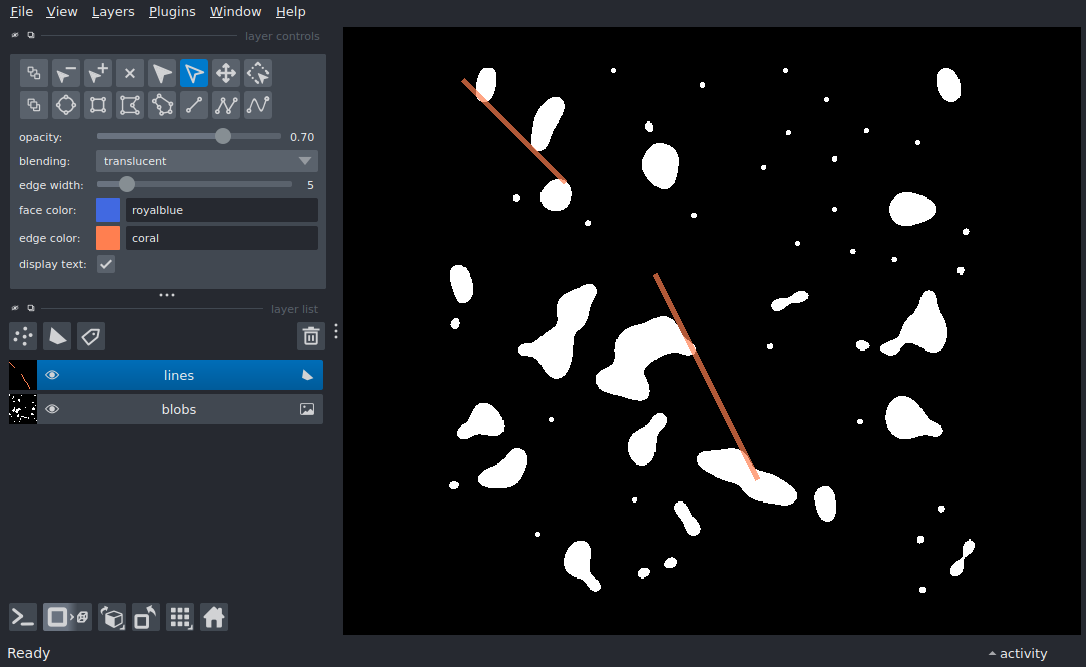 File View Layers Plugins Window Help
layer controls
opacity: 0.70
blending: translucent
edge width: 5
face color: royalblue
edge color: coral
display text:
layer list
lines
blobs
Ready
activity